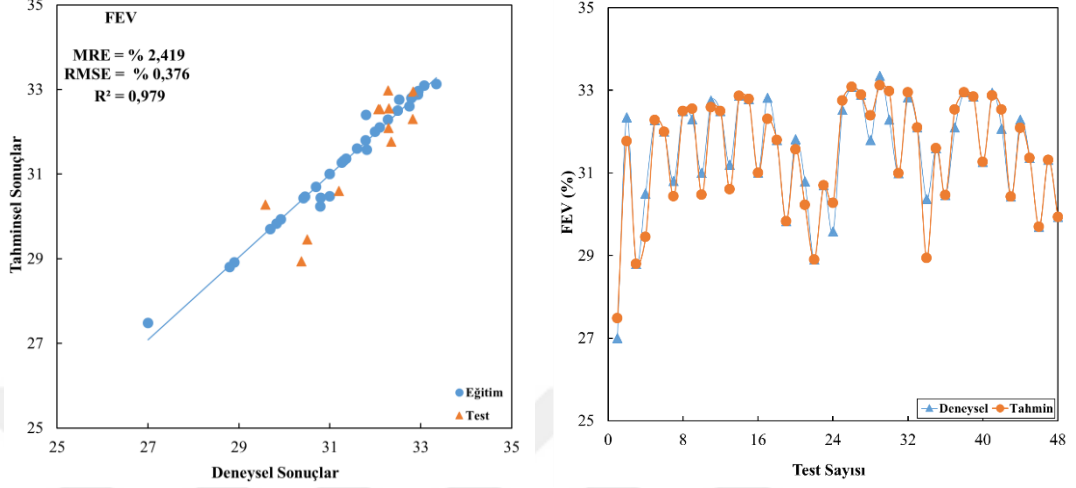 FEV
MRE = % 2,419
RMSE = % 0,376
R² = 0,979
35
33
31
29
27
25
25 27 29 31 33 35
Tahminsel Sonuçlar
Deneysel Sonuçlar
Eğitim
Test
35
33
31
29
27
25
0 8 16 24 32 40 48
FEV (%)
Test Sayısı
Deneysel Tahmin